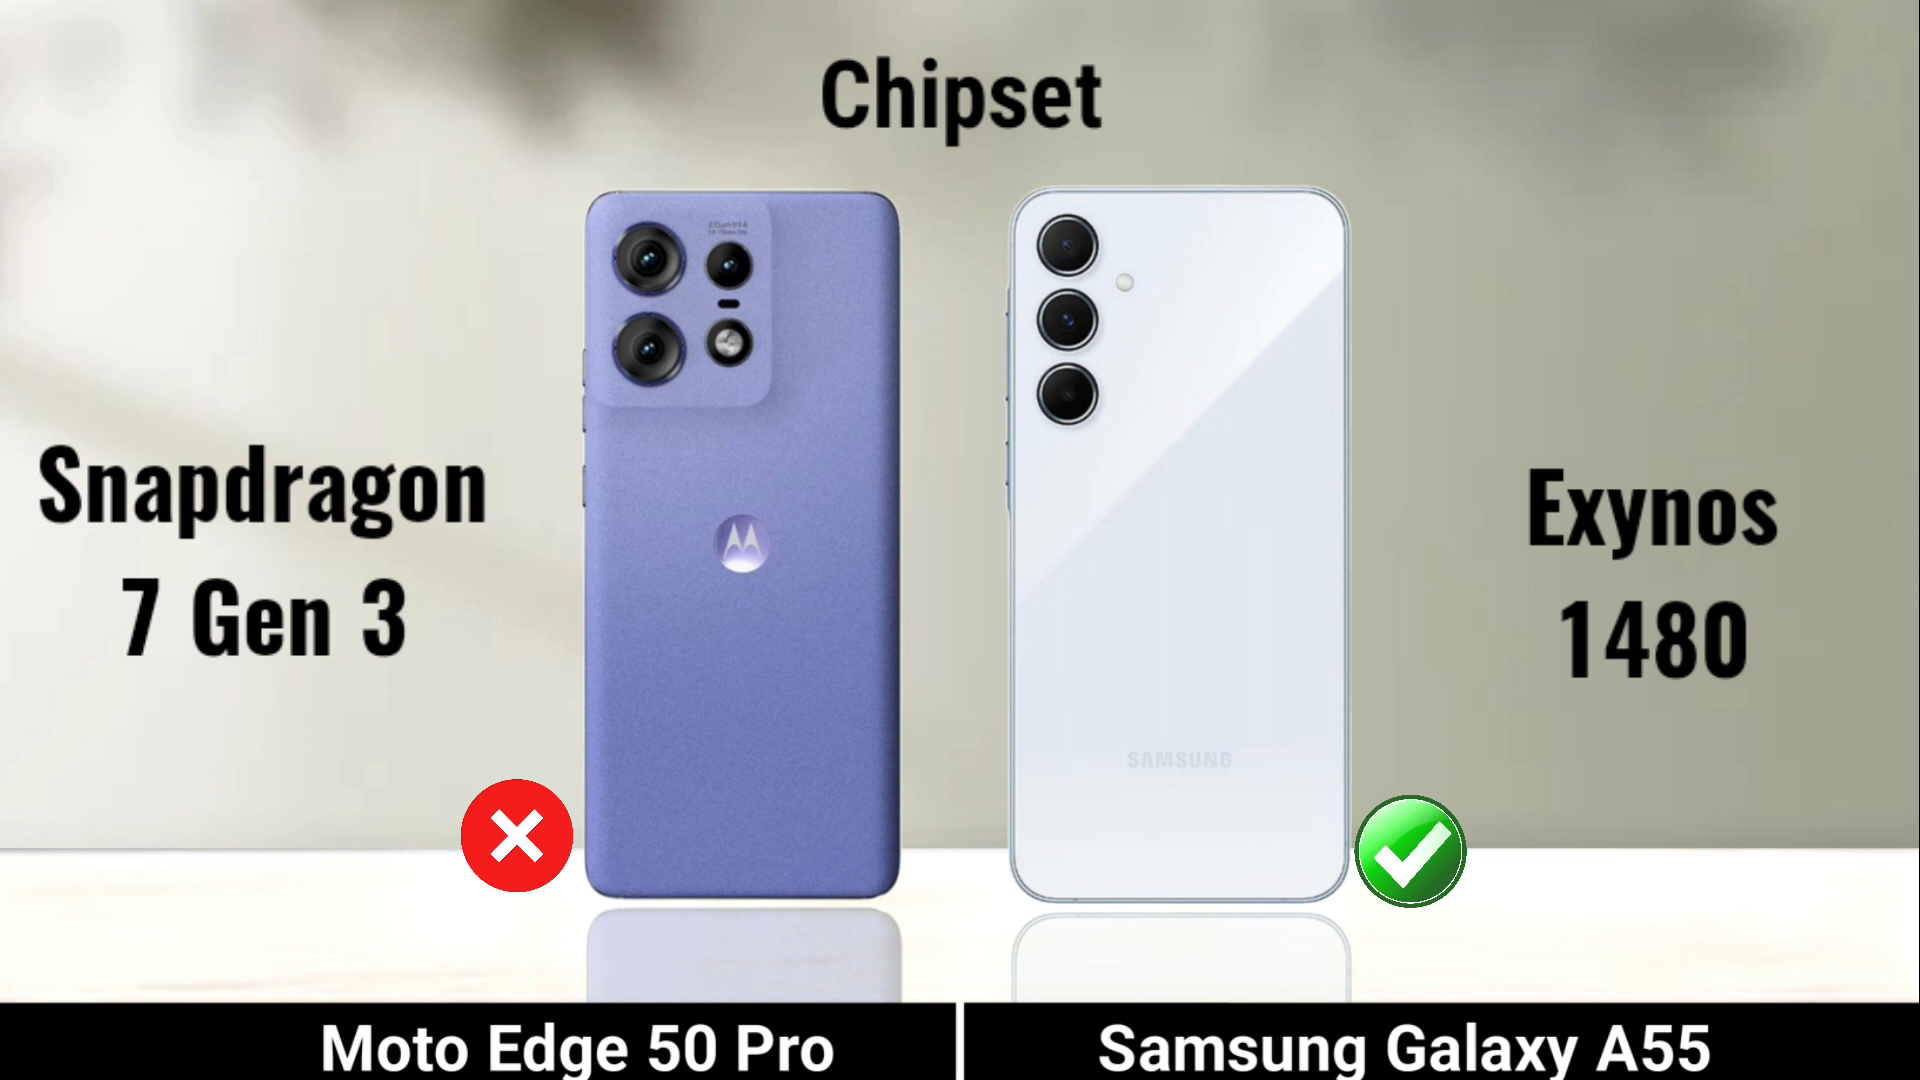 Chipset
Snapdragon
7 Gen 3
Exynos
1480
SAMSUNG
Moto Edge 50 Pro
Samsung Galaxy A55